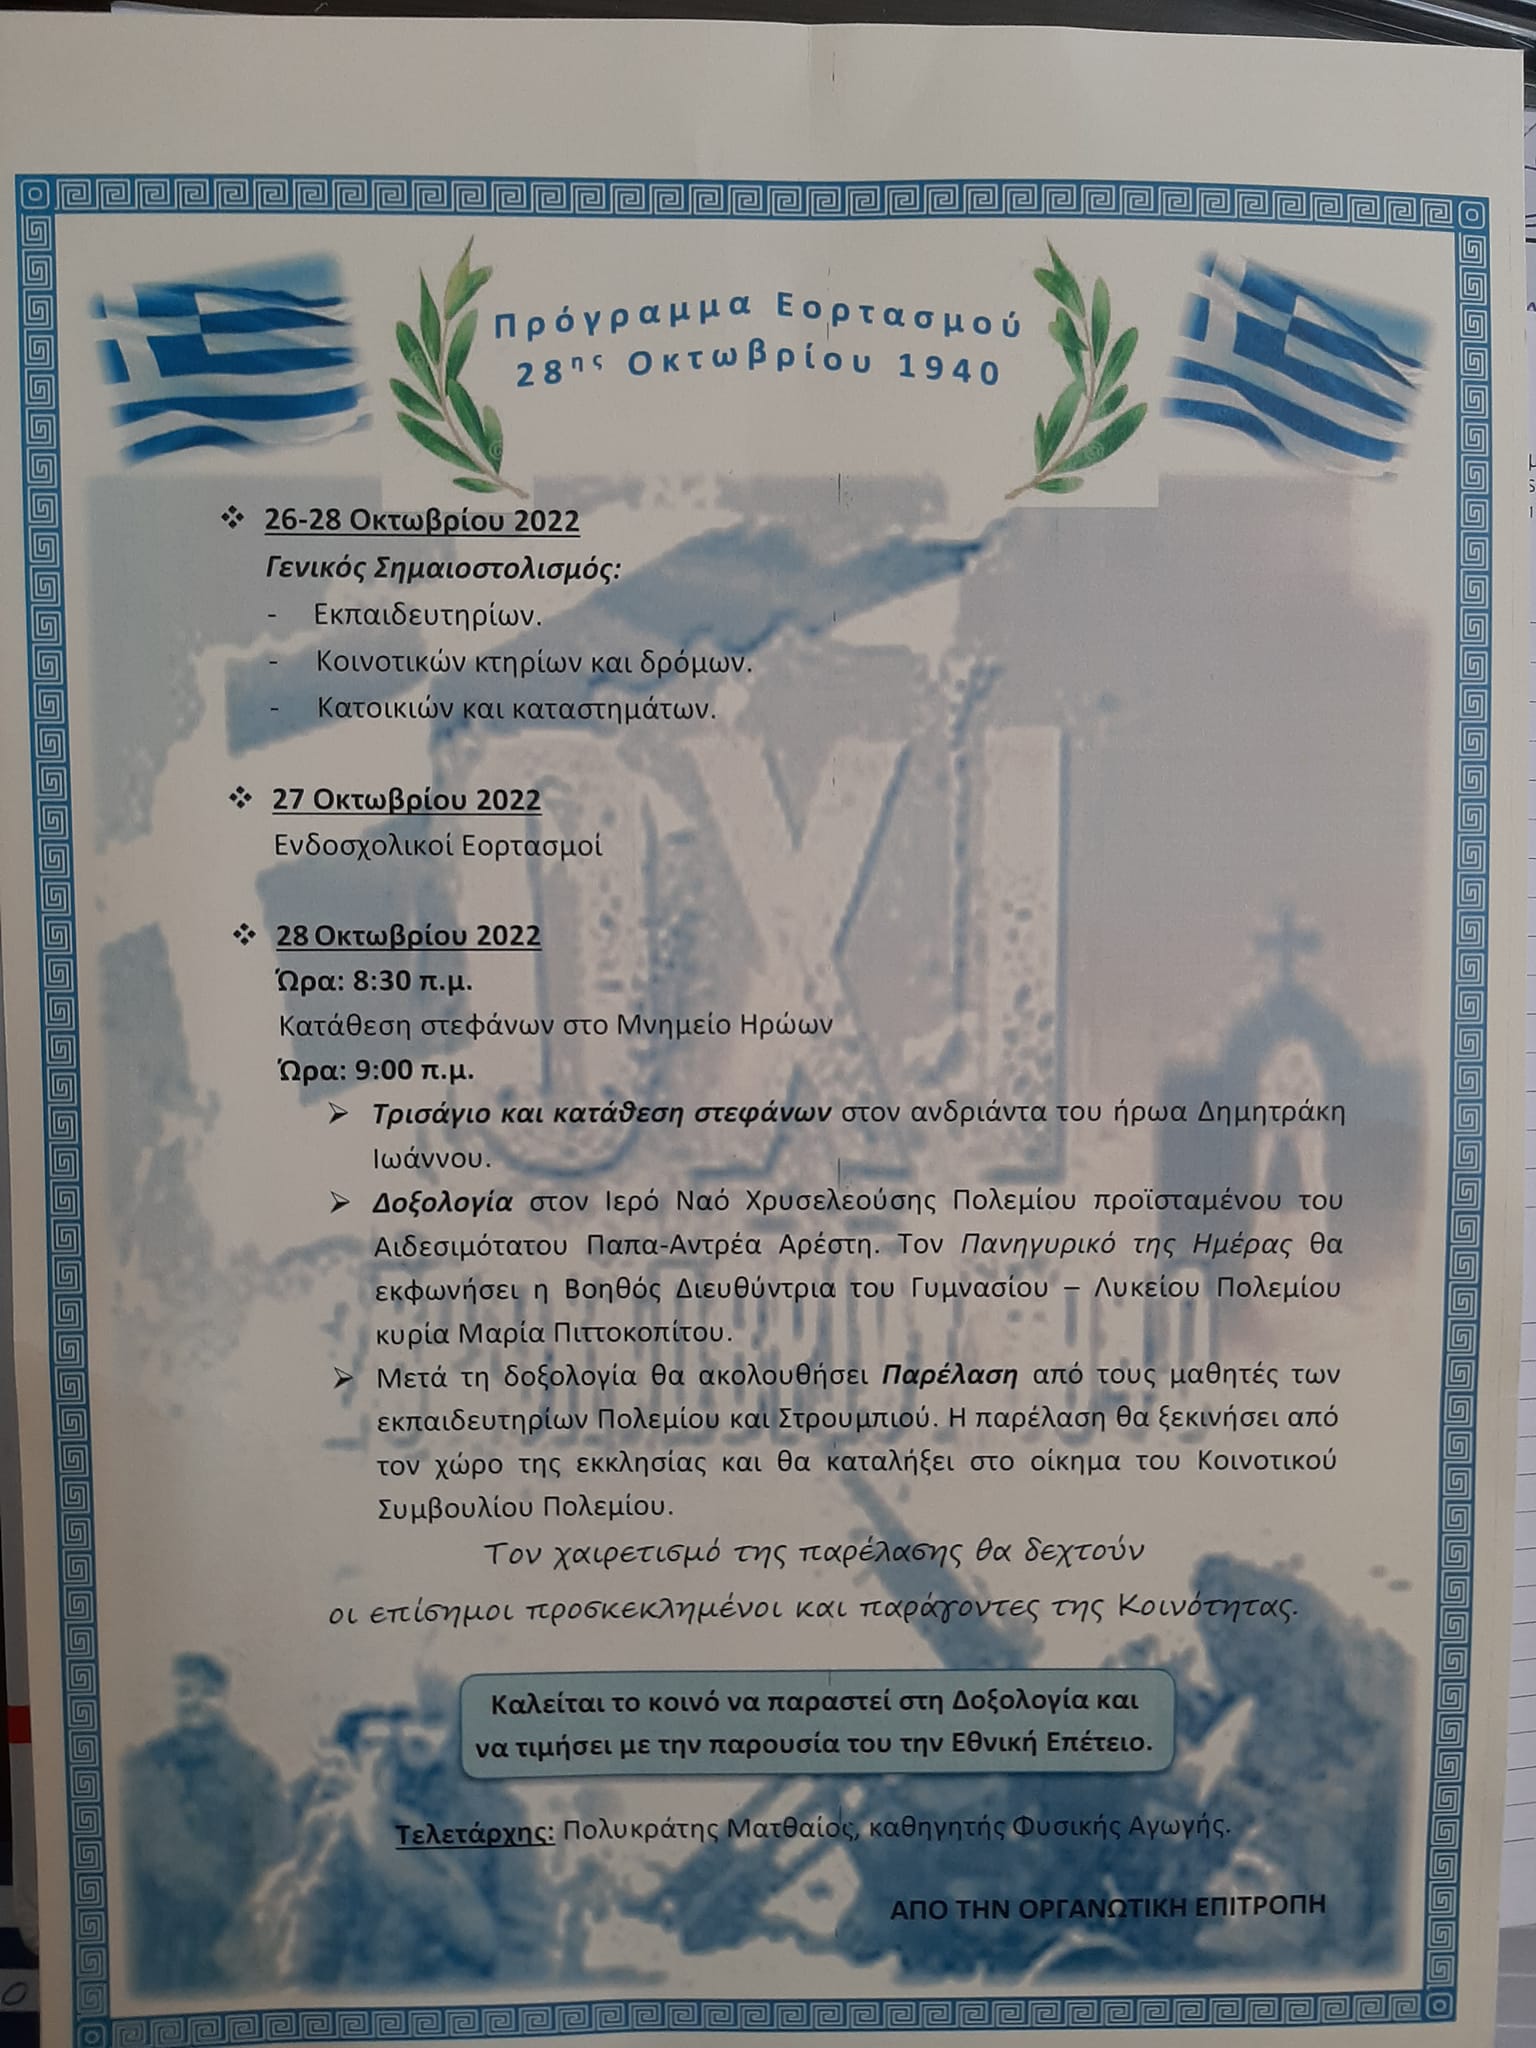 Πρόγραμμα Εορτασμού
28ης Οκτωβρίου 1940
❖ 26-28 Οκτωβρίου 2022
Γενικός Σημαιοστολισμός:
- Εκπαιδευτηρίων.
- Κοινοτικών κτηρίων και δρόμων.
- Κατοικιών και καταστημάτων.
❖ 27 Οκτωβρίου 2022
Ενδοσχολικοί Εορτασμοί
❖ 28 Οκτωβρίου 2022
Ώρα: 8:30 π.μ.
Κατάθεση στεφάνων στο Μνημείο Ηρώων
Ώρα: 9:00 π.μ.
➢ Τρισάγιο και κατάθεση στεφάνων στον ανδριάντα του ήρωα Δημητράκη
Ιωάννου.
➢ Δοξολογία στον Ιερό Ναό Χρυσελεούσης Πολεμίου προϊσταμένου του
Αιδεσιμότατου Παπα-Αντρέα Αρέστη. Τον Πανηγυρικό της Ημέρας θα
εκφωνήσει η Βοηθός Διευθύντρια του Γυμνασίου – Λυκείου Πολεμίου
κυρία Μαρία Πιττοκοπίτου.
➢ Μετά τη δοξολογία θα ακολουθήσει Παρέλαση από τους μαθητές των
εκπαιδευτηρίων Πολεμίου και Στρουμπιού. Η παρέλαση θα ξεκινήσει από
τον χώρο της εκκλησίας και θα καταλήξει στο οίκημα του Κοινοτικού
Συμβουλίου Πολεμίου.
Τον χαιρετισμό της παρέλασης θα δεχτούν
οι επίσημοι προσκεκλημένοι και παράγοντες της Κοινότητας.
Καλείται το κοινό να παραστεί στη Δοξολογία και
να τιμήσει με την παρουσία του την Εθνική Επέτειο.
Τελετάρχης: Πολυκράτης Ματθαίος, καθηγητής Φυσικής Αγωγής.
ΑΠΟ ΤΗΝ ΟΡΓΑΝΩΤΙΚΗ ΕΠΙΤΡΟΠΗ